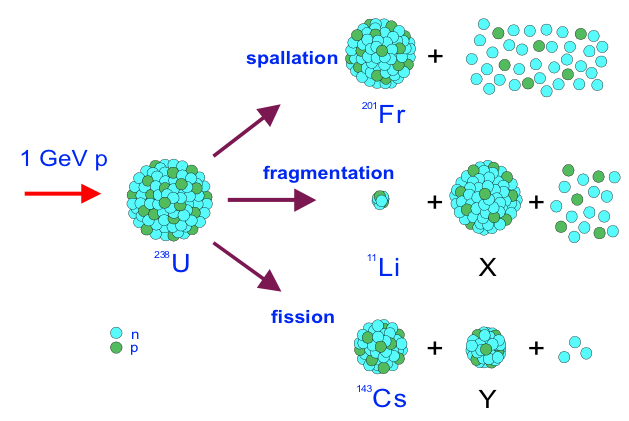 spallation
+
²⁰¹Fr
1 GeV p
fragmentation
+ +
²³⁸U
¹¹Li
X
fission
n
p
+ +
¹⁴³Cs
Y